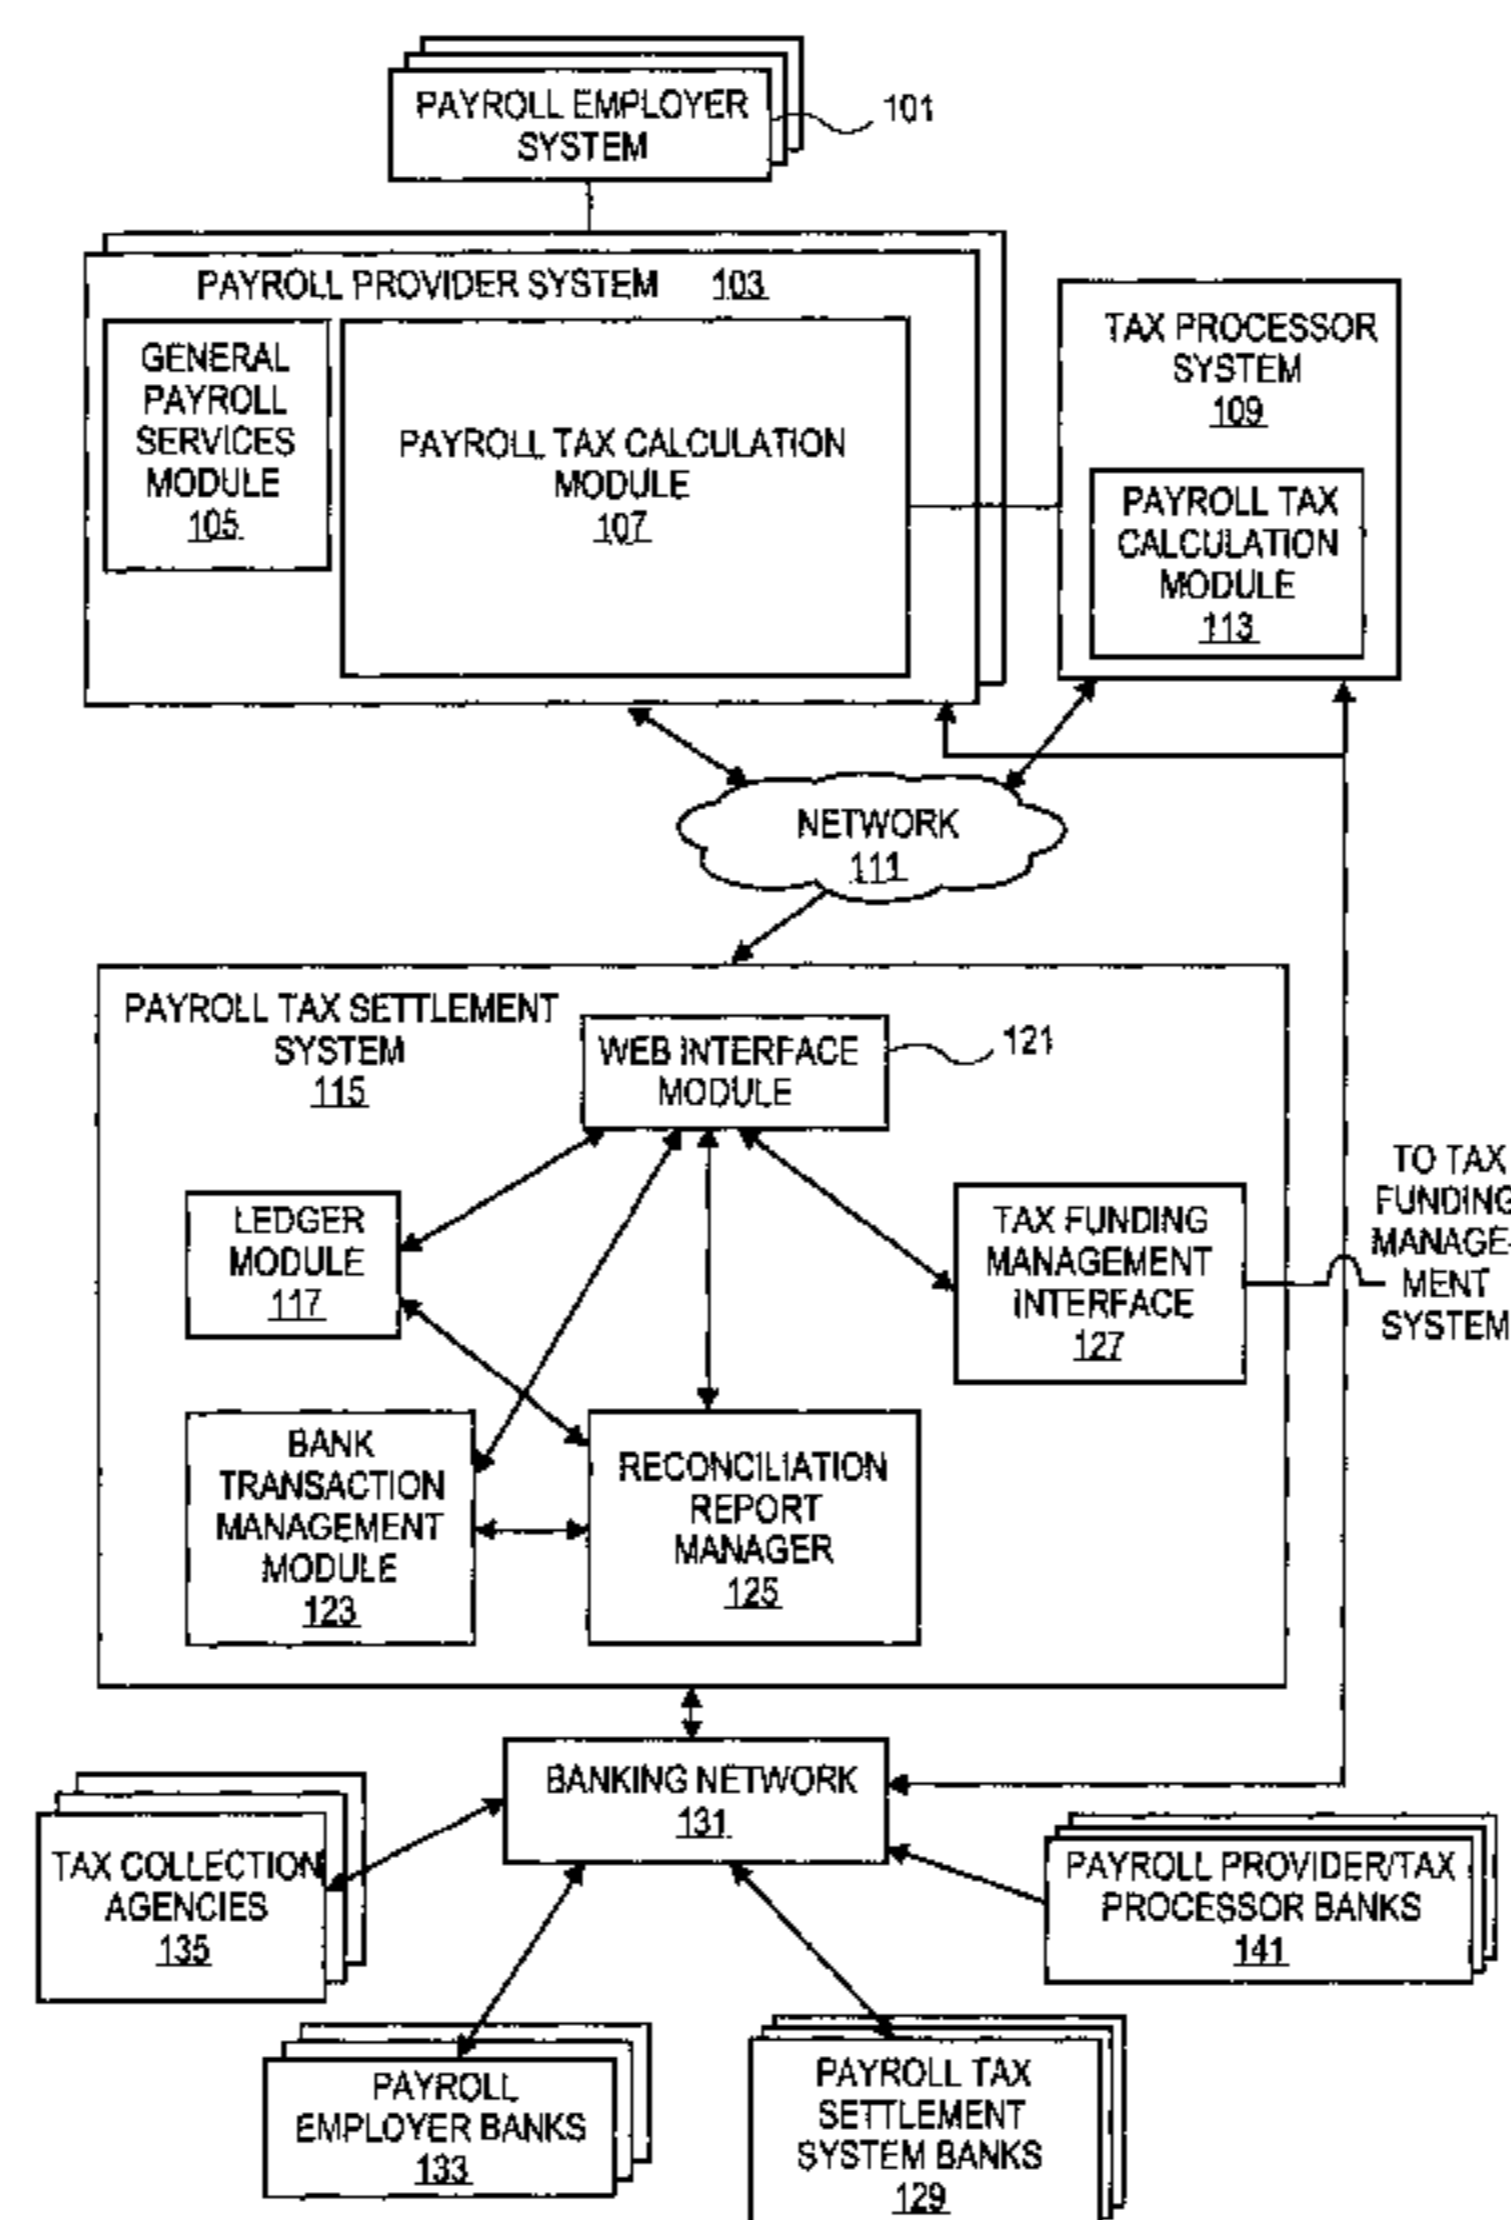 PAYROLL EMPLOYER
SYSTEM
101
PAYROLL PROVIDER SYSTEM 103
GENERAL
PAYROLL
SERVICES
MODULE
105
PAYROLL TAX CALCULATION
MODULE
107
TAX PROCESSOR
SYSTEM
109
PAYROLL TAX
CALCULATION
MODULE
113
NETWORK
111
PAYROLL TAX SETTLEMENT
SYSTEM
115
WEB INTERFACE
MODULE
121
LEDGER
MODULE
117
TAX FUNDING
MANAGEMENT
INTERFACE
127
TO TAX
FUNDING
MANAGE-
MENT
SYSTEM
BANK
TRANSACTION
MANAGEMENT
MODULE
123
RECONCILIATION
REPORT
MANAGER
125
BANKING NETWORK
131
TAX COLLECTION
AGENCIES
135
PAYROLL PROVIDER/TAX
PROCESSOR BANKS
141
PAYROLL
EMPLOYER BANKS
133
PAYROLL TAX
SETTLEMENT
SYSTEM BANKS
129